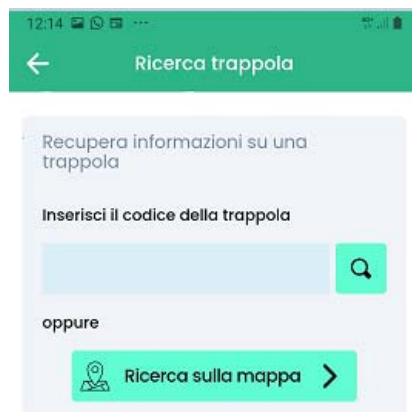 12:14
Ricerca trappola
Recupera informazioni su una
trappola
Inserisci il codice della trappola
oppure
Ricerca sulla mappa